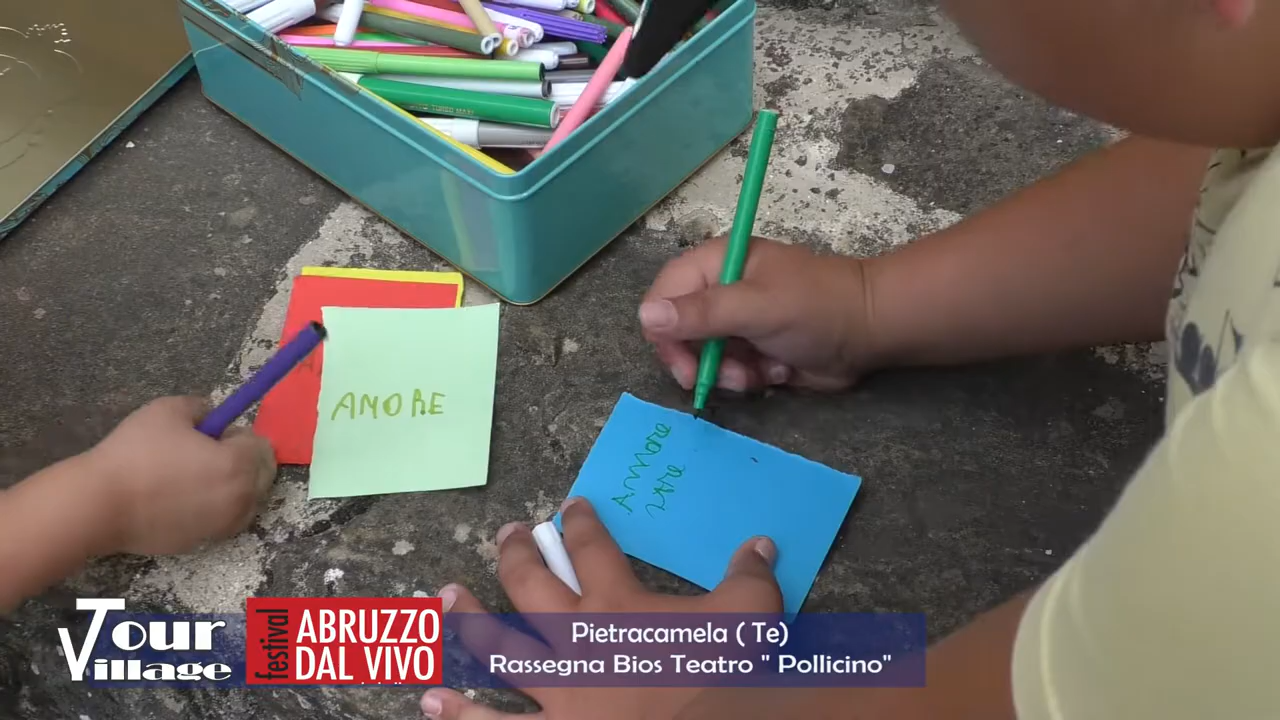 AMORE
Amore
Tour
Village
festival
ABRUZZO
DAL VIVO
Pietracamela ( Te)
Rassegna Bios Teatro " Pollicino"